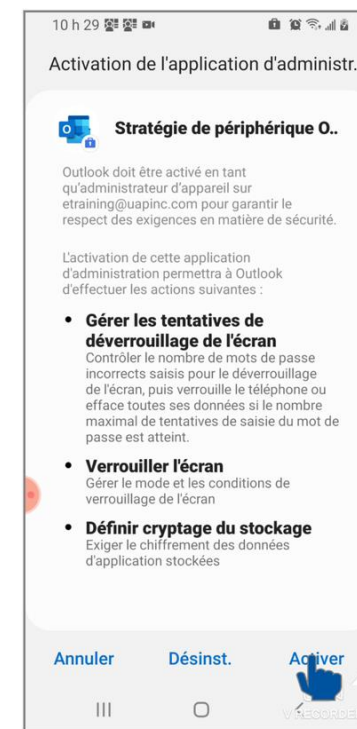 10 h 29
Activation de l'application d'administr.
Stratégie de périphérique O..
Outlook doit être activé en tant
qu'administrateur d'appareil sur
etraining@uapinc.com pour garantir le
respect des exigences en matière de sécurité.
L'activation de cette application
d'administration permettra à Outlook
d'effectuer les actions suivantes :
• Gérer les tentatives de
déverrouillage de l'écran
Contrôler le nombre de mots de passe
incorrects saisis pour le déverrouillage
de l'écran, puis verrouille le téléphone ou
efface toutes ses données si le nombre
maximal de tentatives de saisie du mot de
passe est atteint.
• Verrouiller l'écran
Gérer le mode et les conditions de
verrouillage de l'écran
• Définir cryptage du stockage
Exiger le chiffrement des données
d'application stockées
Annuler Désinst. Activer